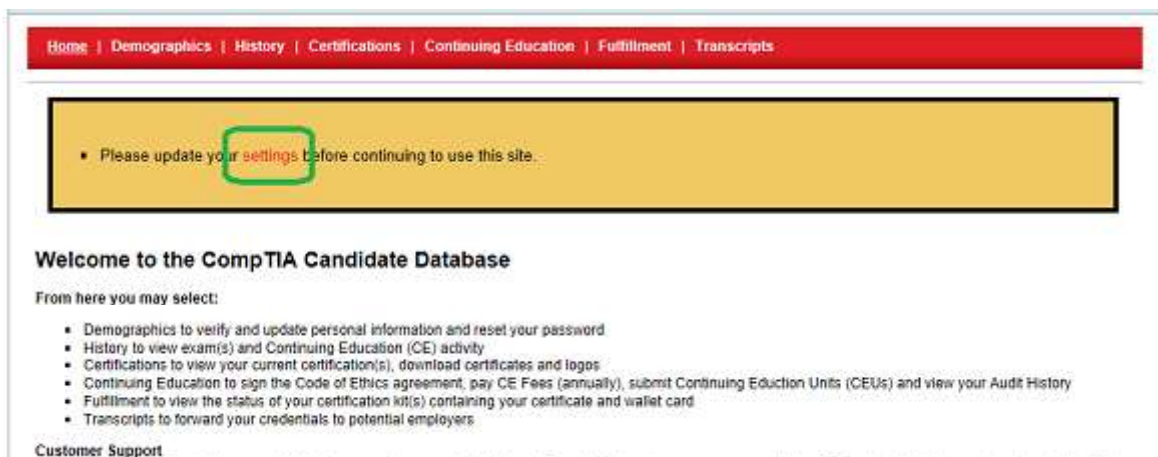 Home | Demographics | History | Certifications | Continuing Education | Fulfillment | Transcripts
• Please update your settings before continuing to use this site.
Welcome to the CompTIA Candidate Database
From here you may select:
• Demographics to verify and update personal information and reset your password
• History to view exam(s) and Continuing Education (CE) activity
• Certifications to view your current certification(s), download certificates and logos
• Continuing Education to sign the Code of Ethics agreement, pay CE Fees (annually), submit Continuing Eduction Units (CEUs) and view your Audit History
• Fulfillment to view the status of your certification kit(s) containing your certificate and wallet card
• Transcripts to forward your credentials to potential employers
Customer Support